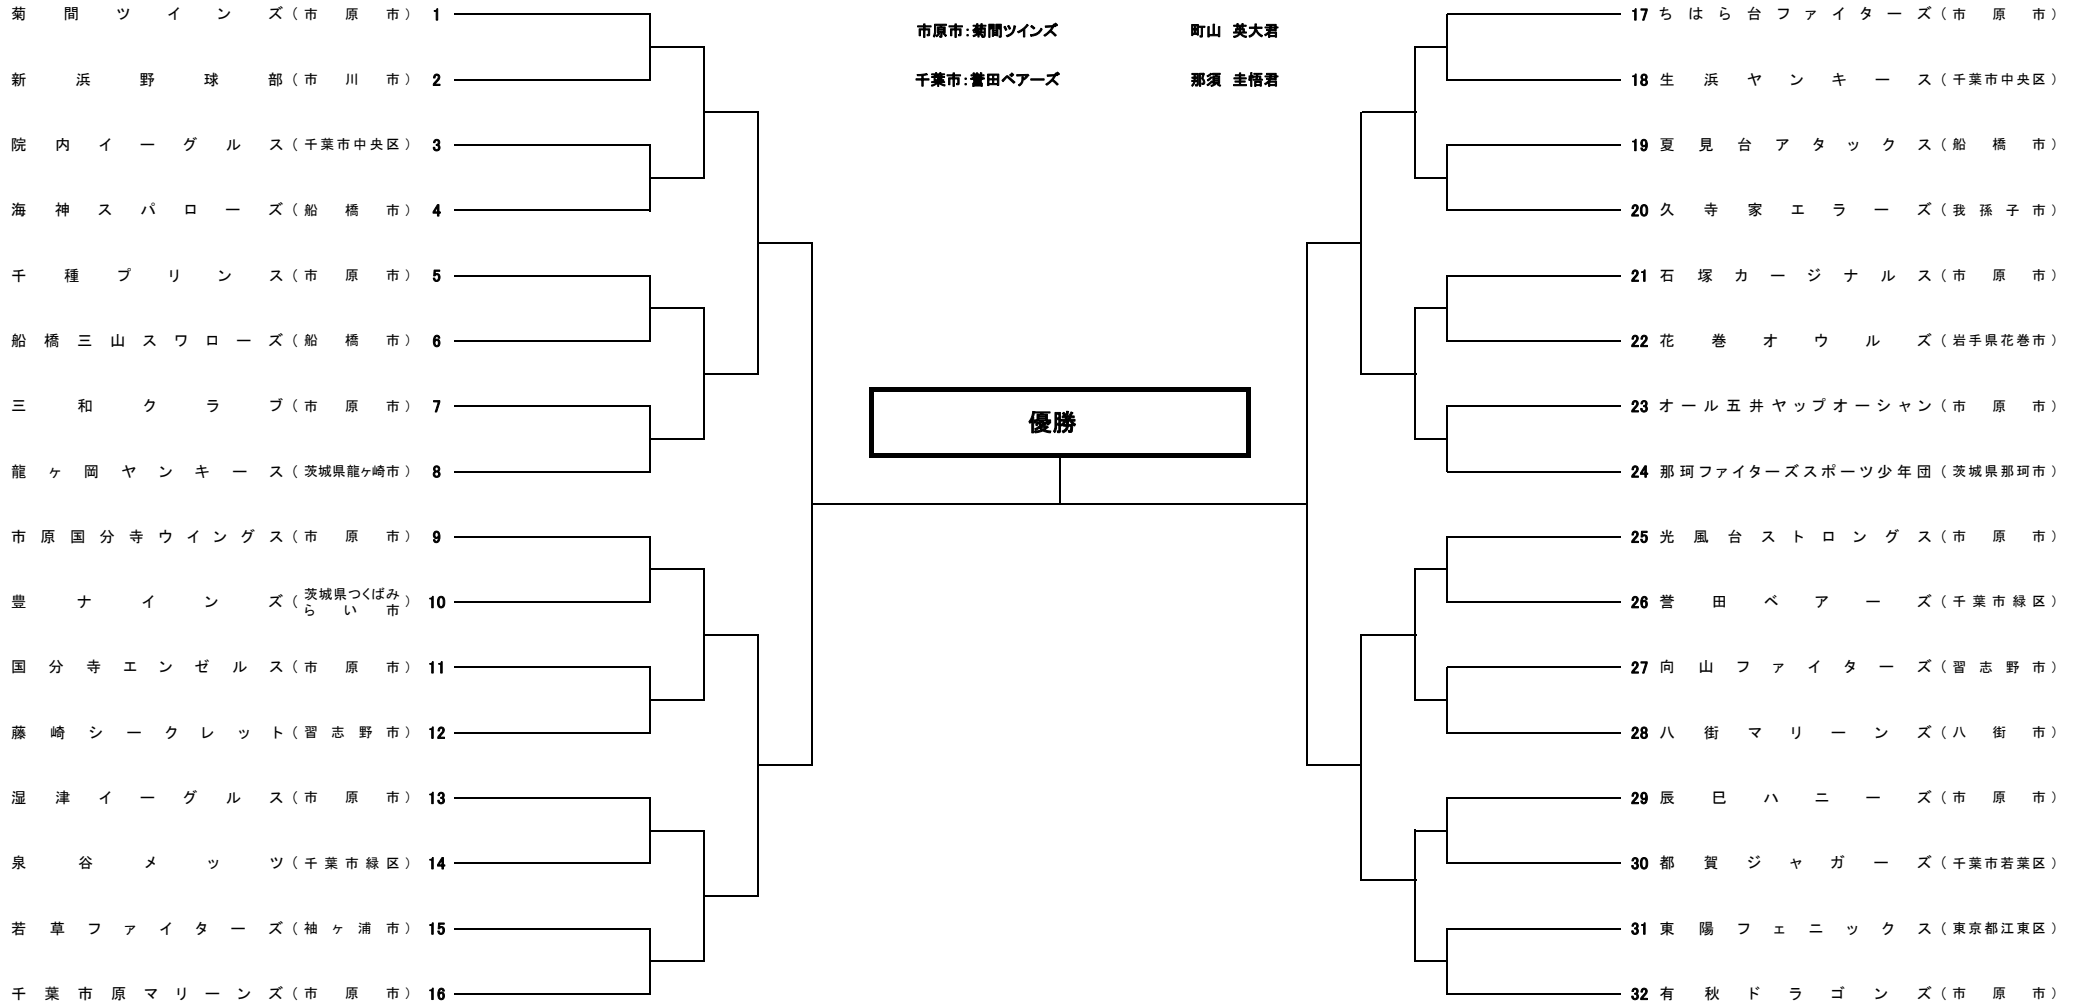 菊間ツインズ（市原市） 1
新浜野球部（市川市） 2
院内イーグルス（千葉市中央区） 3
海神スパローズ（船橋市） 4
千種プリンス（市原市） 5
船橋三山スワローズ（船橋市） 6
三和クラブ（市原市） 7
龍ヶ岡ヤンキース（茨城県龍ヶ崎市） 8
市原国分寺ウイングス（市原市） 9
豊ナインズ（茨城県つくばみらい市） 10
国分寺エンゼルス（市原市） 11
藤崎シークレット（習志野市） 12
湿津イーグルス（市原市） 13
泉谷メッツ（千葉市緑区） 14
若草ファイターズ（袖ヶ浦市） 15
千葉市原マリーンズ（市原市） 16
市原市：菊間ツインズ 町山 英大君
千葉市：誉田ベアーズ 那須 圭悟君
優勝
17 ちはら台ファイターズ（市原市）
18 生浜ヤンキース（千葉市中央区）
19 夏見台アタックス（船橋市）
20 久寺家エラーズ（我孫子市）
21 石塚カージナルス（市原市）
22 花巻オウルズ（岩手県花巻市）
23 オール五井ヤップオーシャン（市原市）
24 那珂ファイターズスポーツ少年団（茨城県那珂市）
25 光風台ストロングス（市原市）
26 誉田ベアーズ（千葉市緑区）
27 向山ファイターズ（習志野市）
28 八街マリーンズ（八街市）
29 辰巳ハニーズ（市原市）
30 都賀ジャガーズ（千葉市若葉区）
31 東陽フェニックス（東京都江東区）
32 有秋ドラゴンズ（市原市）